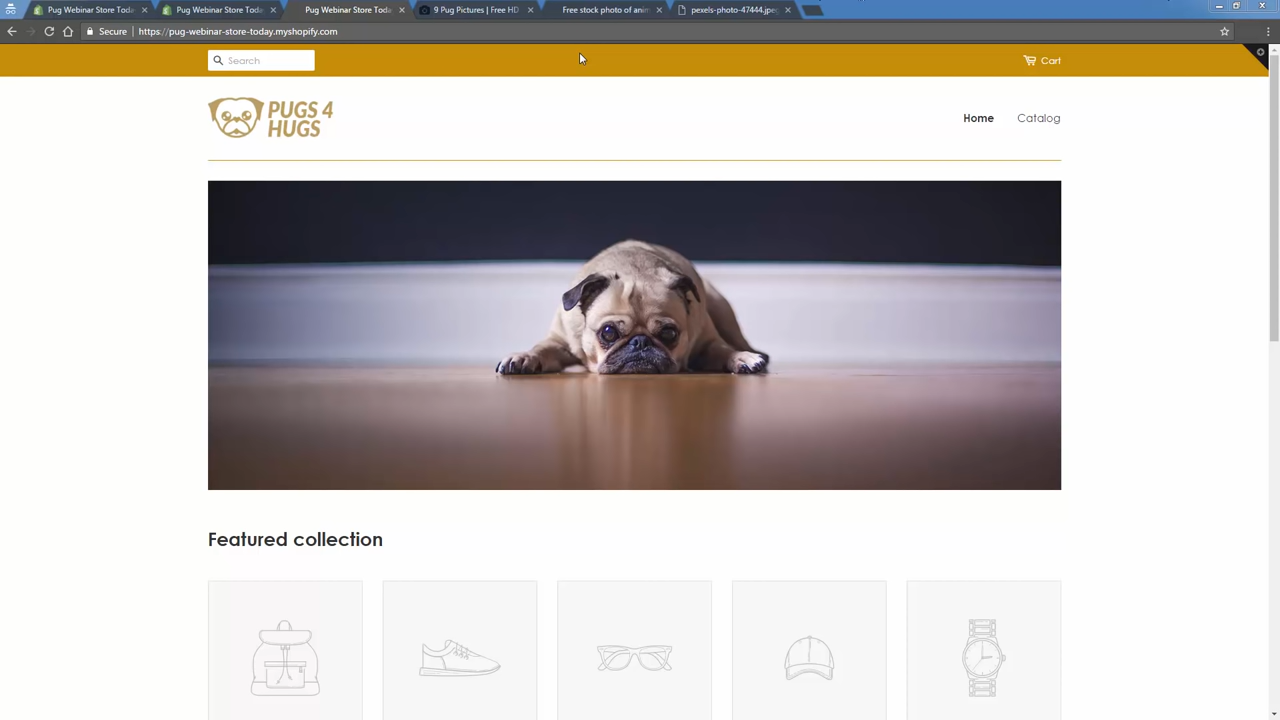 Pug Webinar Store Toda
Pug Webinar Store Toda
Pug Webinar Stores Toda
9 Pug Pictures | Free HD
Free stock photo of anim
pexels-photo-47444.jpeg
Secure
https://pug-webinar-store-today.myshopify.com
Search
Cart
PUGS 4
HUGS
Home
Catalog
Featured collection